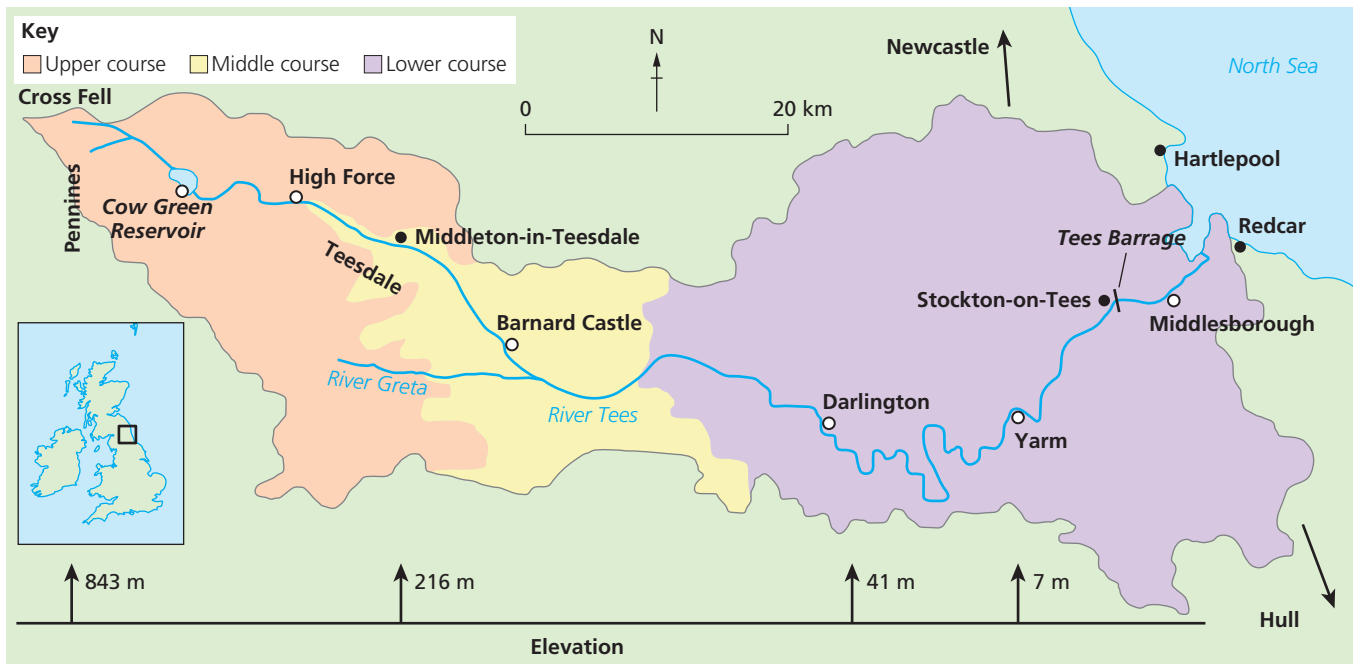 Key
Upper course
Middle course
Lower course
N
0
20 km
Newcastle
North Sea
Cross Fell
Pennines
Cow Green
Reservoir
High Force
Teesdale
Middleton-in-Teesdale
Hartlepool
Redcar
Tees Barrage
Stockton-on-Tees
Middlesborough
Barnard Castle
River Greta
River Tees
Darlington
Yarm
843 m
216 m
41 m
7 m
Hull
Elevation